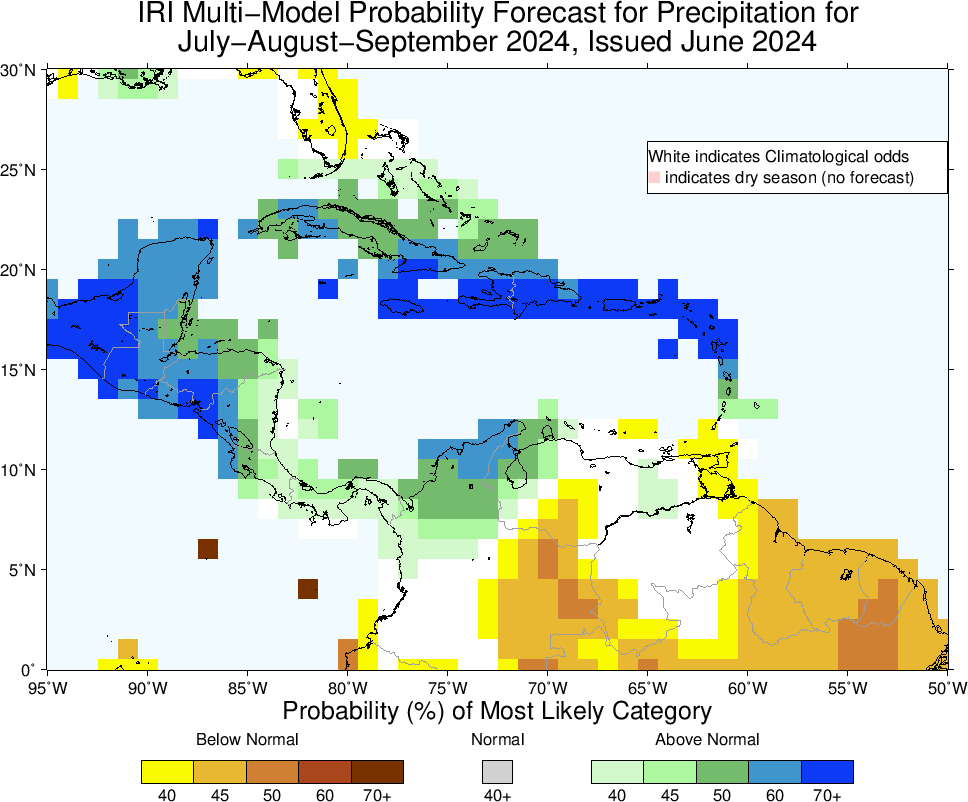 IRI Multi−Model Probability Forecast for Precipitation for
July−August−September 2024, Issued June 2024
30˚N
25˚N
20˚N
15˚N
10˚N
5˚N
0˚
White indicates Climatological odds
indicates dry season (no forecast)
95˚W 90˚W 85˚W 80˚W 75˚W 70˚W 65˚W 60˚W 55˚W 50˚W
Probability (%) of Most Likely Category
Below Normal Normal Above Normal
40 45 50 60 70+ 40+ 40 45 50 60 70+